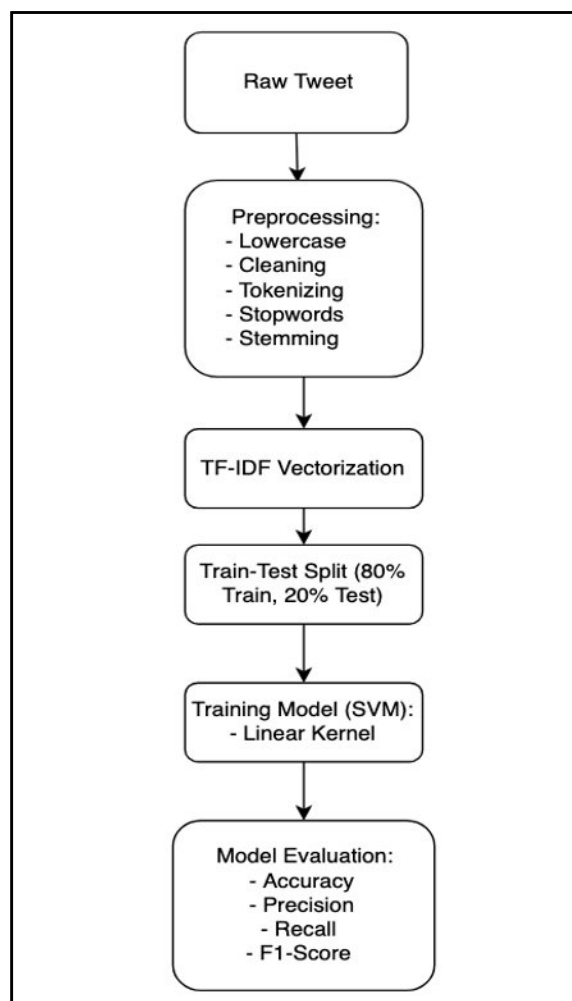 Raw Tweet
Preprocessing:
- Lowercase
- Cleaning
- Tokenizing
- Stopwords
- Stemming
TF-IDF Vectorization
Train-Test Split (80%
Train, 20% Test)
Training Model (SVM):
- Linear Kernel
Model Evaluation:
- Accuracy
- Precision
- Recall
- F1-Score